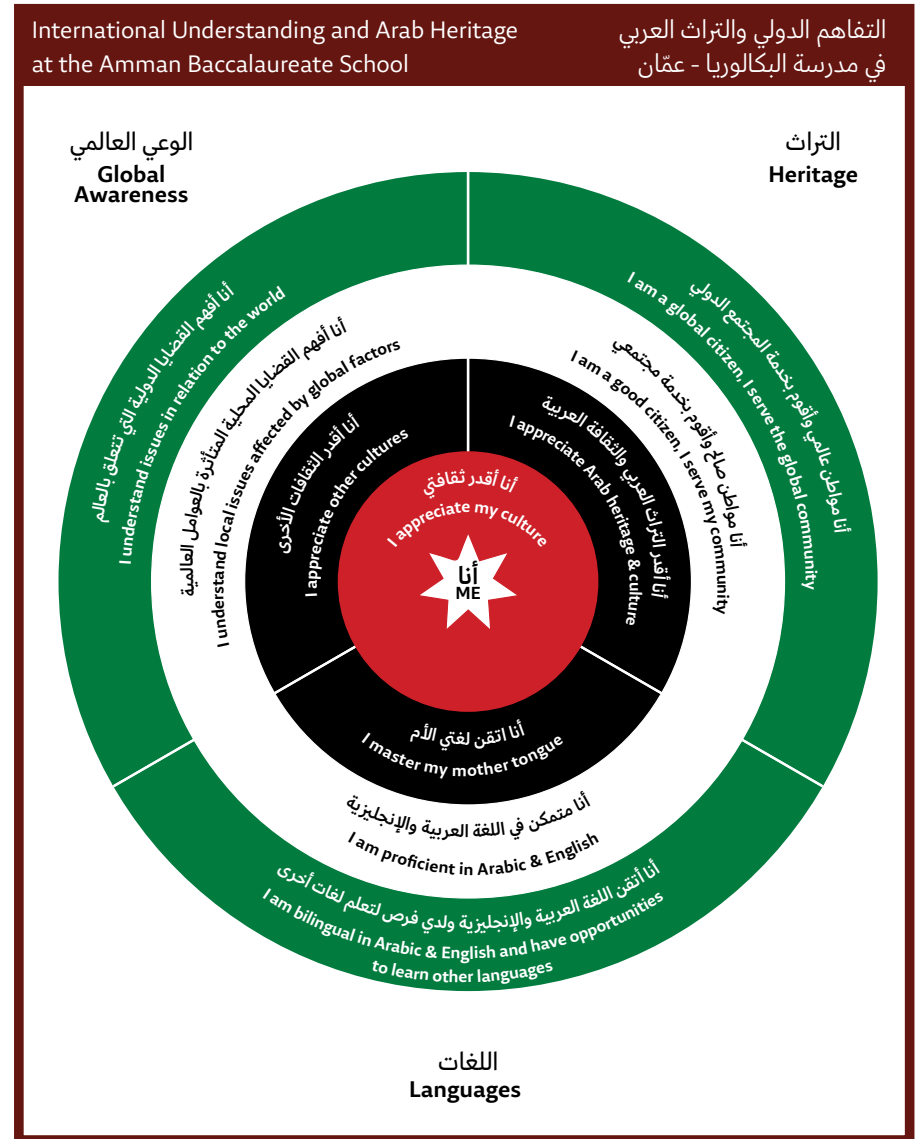 International Understanding and Arab Heritage
at the Amman Baccalaureate School
التفاهم الدولي والتراث العربي
في مدرسة البكالوريا - عمّان
الوعي العالمي
Global
Awareness
التراث
Heritage
أنا أفهم القضايا الدولية التي تتعلق بالعالم
I understand issues in relation to the world
أنا أفهم القضايا المحلية المتأثرة بالعوامل العالمية
I understand local issues affected by global factors
أنا أقدر الثقافات الأخرى
I appreciate other cultures
أنا مواطن عالمي وأقوم بخدمة المجتمع الدولي
I am a global citizen, I serve the global community
أنا مواطن صالح وأقوم بخدمة مجتمعي
I am a good citizen, I serve my community
أنا أقدر التراث العربي والثقافة العربية
I appreciate Arab heritage & culture
أنا أقدر ثقافتي
I appreciate my culture
أنا
ME
أنا اتقن لغتي الأم
I master my mother tongue
أنا متمكن في اللغة العربية والإنجليزية
I am proficient in Arabic & English
أنا أتقن اللغة العربية والإنجليزية ولدي فرص لتعلم لغات أخرى
I am bilingual in Arabic & English and have opportunities
to learn other languages
اللغات
Languages